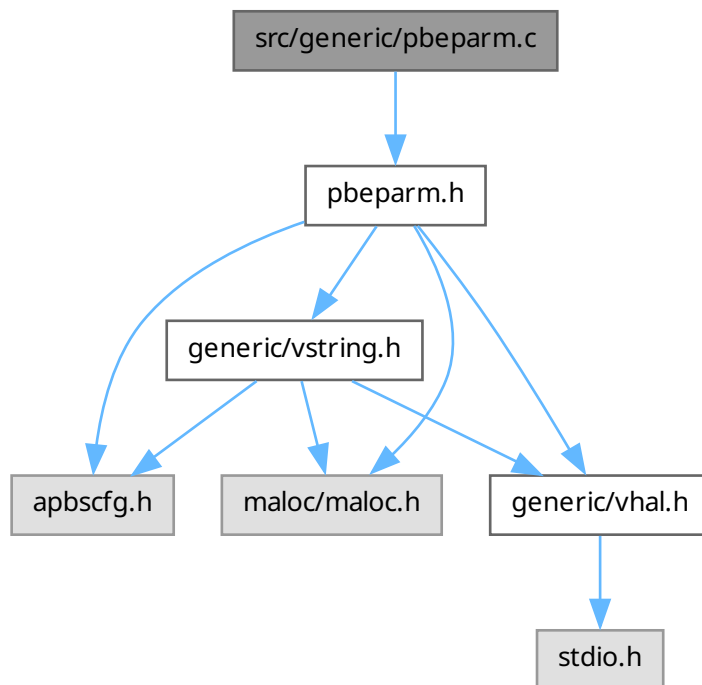 src/generic/pbeparm.c
pbeparm.h
generic/vstring.h
apbscfg.h
maloc/maloc.h
generic/vhal.h
stdio.h